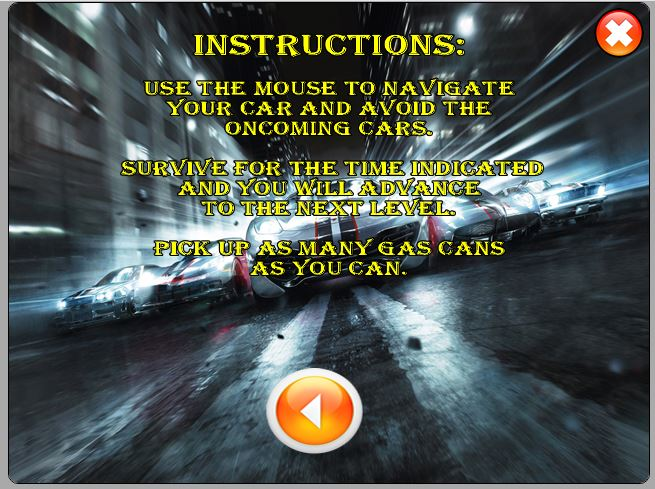 INSTRUCTIONS:
USE THE MOUSE TO NAVIGATE
YOUR CAR AND AVOID THE
ONCOMING CARS.
SURVIVE FOR THE TIME INDICATED
AND YOU WILL ADVANCE
TO THE NEXT LEVEL.
PICK UP AS MANY GAS CANS
AS YOU CAN.